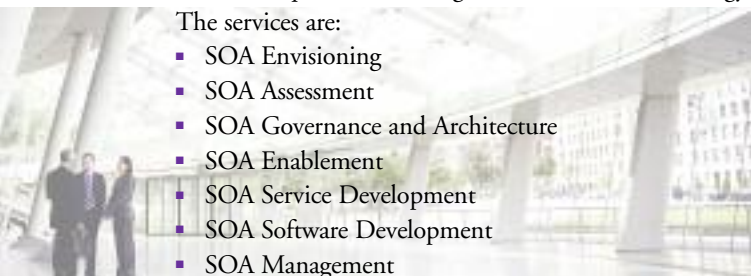 The services are:
▪ SOA Envisioning
▪ SOA Assessment
▪ SOA Governance and Architecture
▪ SOA Enablement
▪ SOA Service Development
▪ SOA Software Development
▪ SOA Management